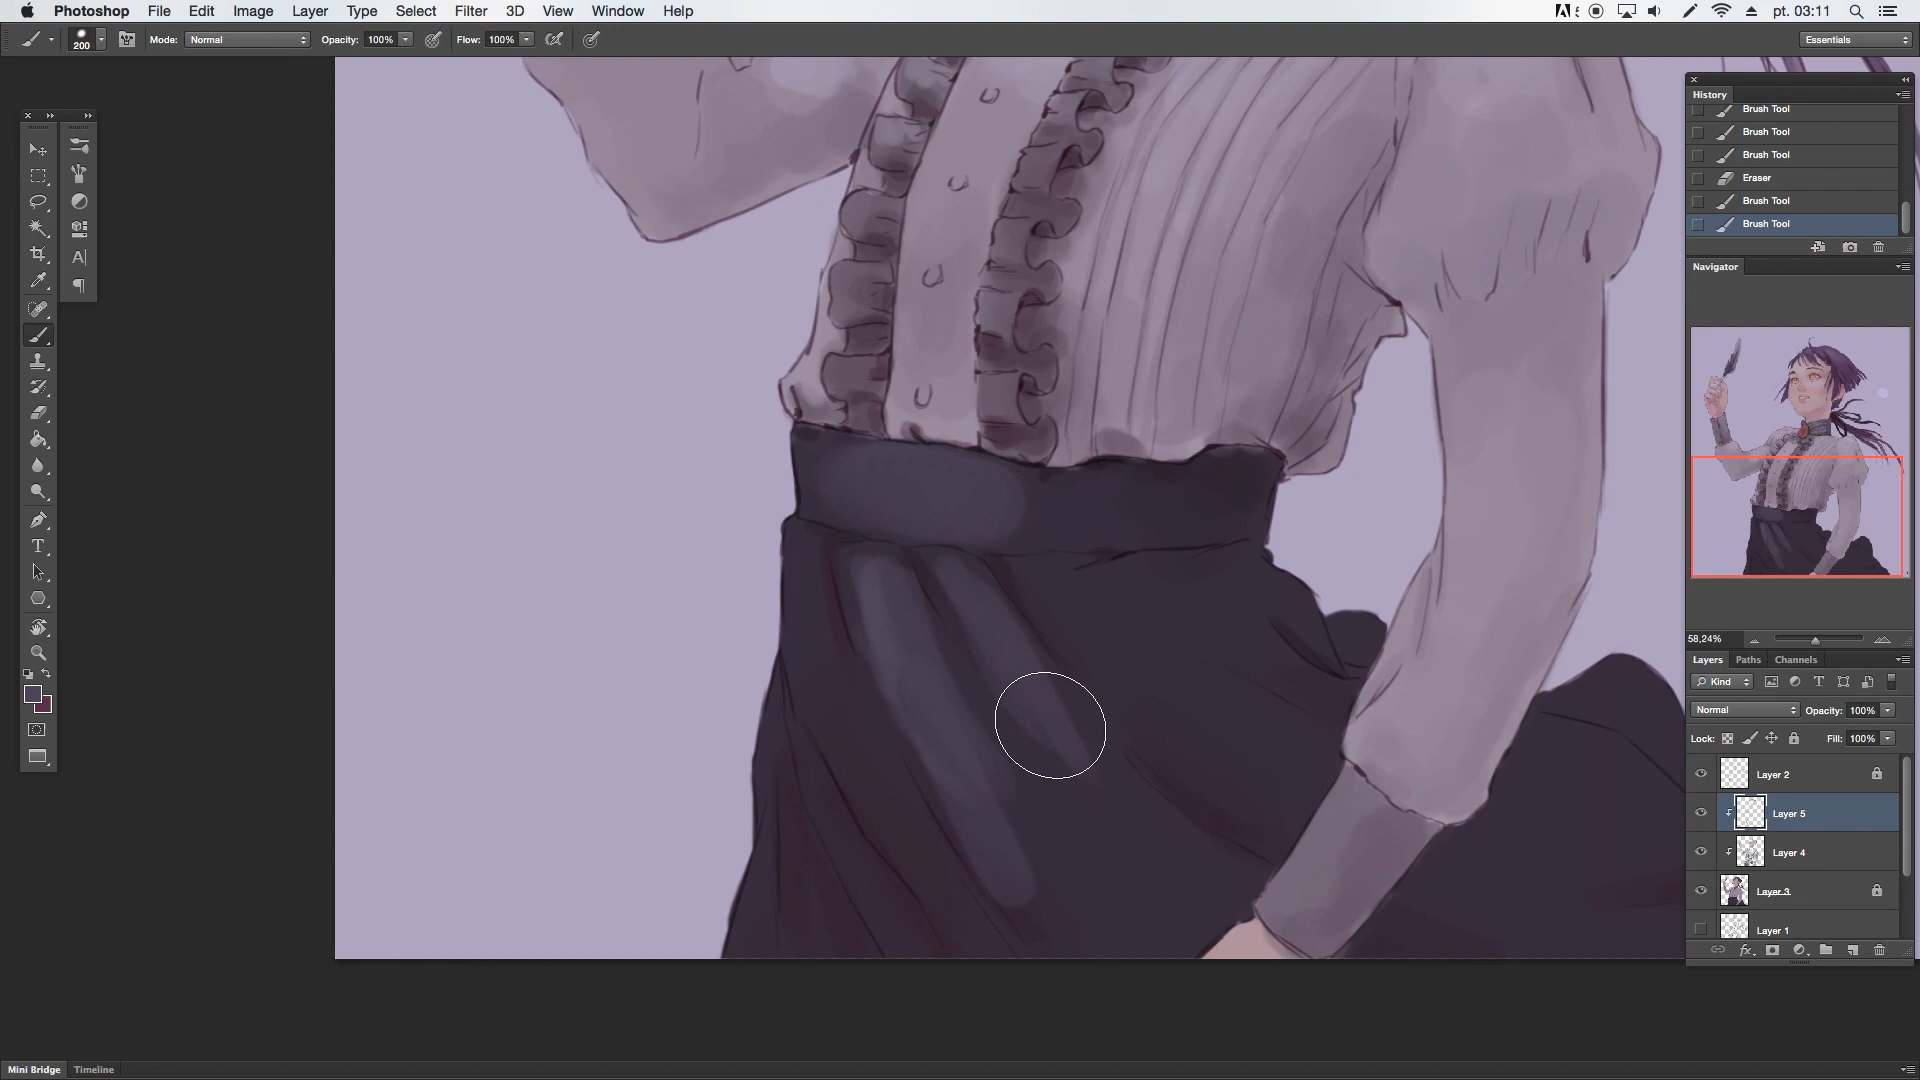 Photoshop File Edit Image Layer Type Select Filter 3D View Window Help pt. 03:11
200 Mode: Normal Opacity: 100% Flow: 100% Essentials
History
Brush Tool
Brush Tool
Brush Tool
Eraser
Brush Tool
Brush Tool
Navigator
58,24%
Layers Paths Channels
Kind
Normal Opacity: 100%
Lock: Fill: 100%
Layer 2
Layer 5
Layer 4
Layer 3
Layer 1
Mini Bridge Timeline